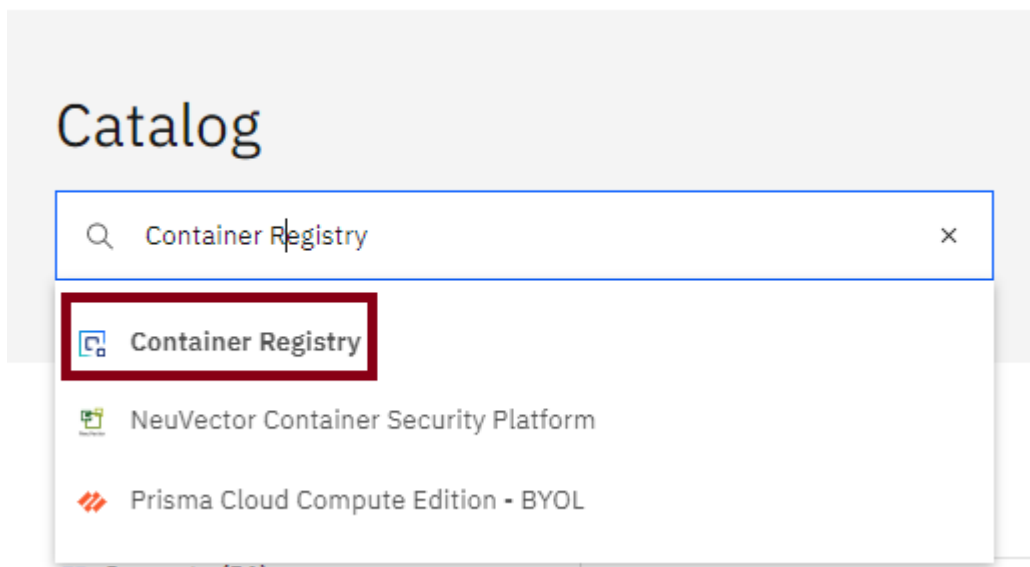 Catalog
Container Registry
Container Registry
NeuVector Container Security Platform
Prisma Cloud Compute Edition - BYOL